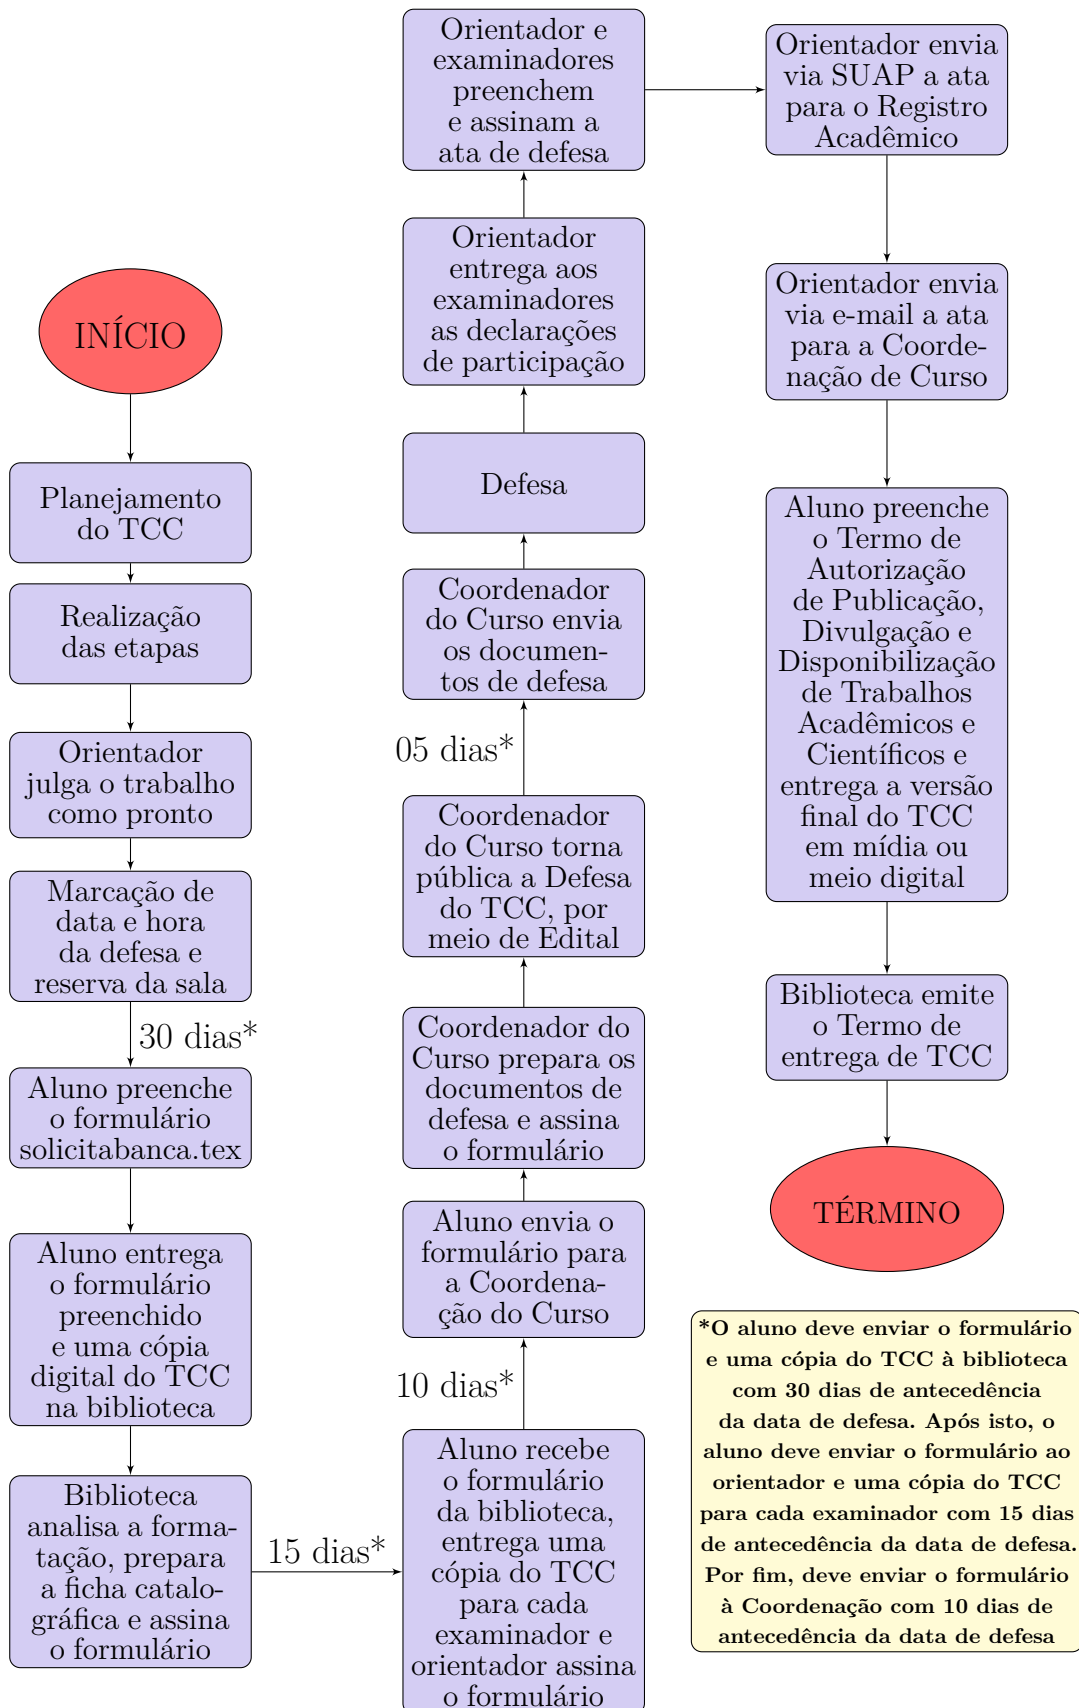 INÍCIO
Planejamento
do TCC
Realização
das etapas
Orientador
julga o trabalho
como pronto
Marcação de
data e hora
da defesa e
reserva da sala
30 dias*
Aluno preenche
o formulário
solicitabanca.tex
Aluno entrega
o formulário
preenchido
e uma cópia
digital do TCC
na biblioteca
Biblioteca
analisa a forma-
tação, prepara
a ficha catalo-
gráfica e assina
o formulário
15 dias*
Aluno recebe
o formulário
da biblioteca,
entrega uma
cópia do TCC
para cada
examinador e
orientador assina
o formulário
10 dias*
Aluno envia o
formulário para
a Coordena-
ção do Curso
Coordenador do
Curso prepara os
documentos de
defesa e assina
o formulário
Coordenador
do Curso torna
pública a Defesa
do TCC, por
meio de Edital
05 dias*
Coordenador
do Curso envia
os documen-
tos de defesa
Defesa
Orientador
entrega aos
examinadores
as declarações
de participação
Orientador e
examinadores
preenchem
e assinam a
ata de defesa
Orientador envia
via SUAP a ata
para o Registro
Acadêmico
Orientador envia
via e-mail a ata
para a Coorde-
nação de Curso
Aluno preenche
o Termo de
Autorização
de Publicação,
Divulgação e
Disponibilização
de Trabalhos
Acadêmicos e
Científicos e
entrega a versão
final do TCC
em mídia ou
meio digital
Biblioteca emite
o Termo de
entrega de TCC
TÉRMINO
*O aluno deve enviar o formulário
e uma cópia do TCC à biblioteca
com 30 dias de antecedência
da data de defesa. Após isto, o
aluno deve enviar o formulário ao
orientador e uma cópia do TCC
para cada examinador com 15 dias
de antecedência da data de defesa.
Por fim, deve enviar o formulário
à Coordenação com 10 dias de
antecedência da data de defesa